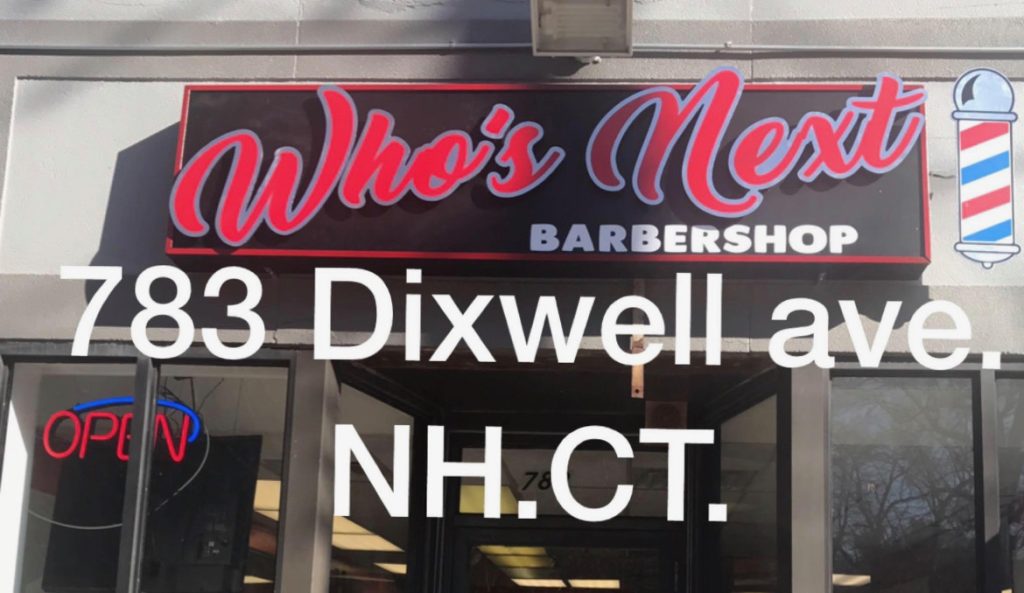 Who's Next
BARBERSHOP
783 Dixwell ave.
OPEN
NH.CT.